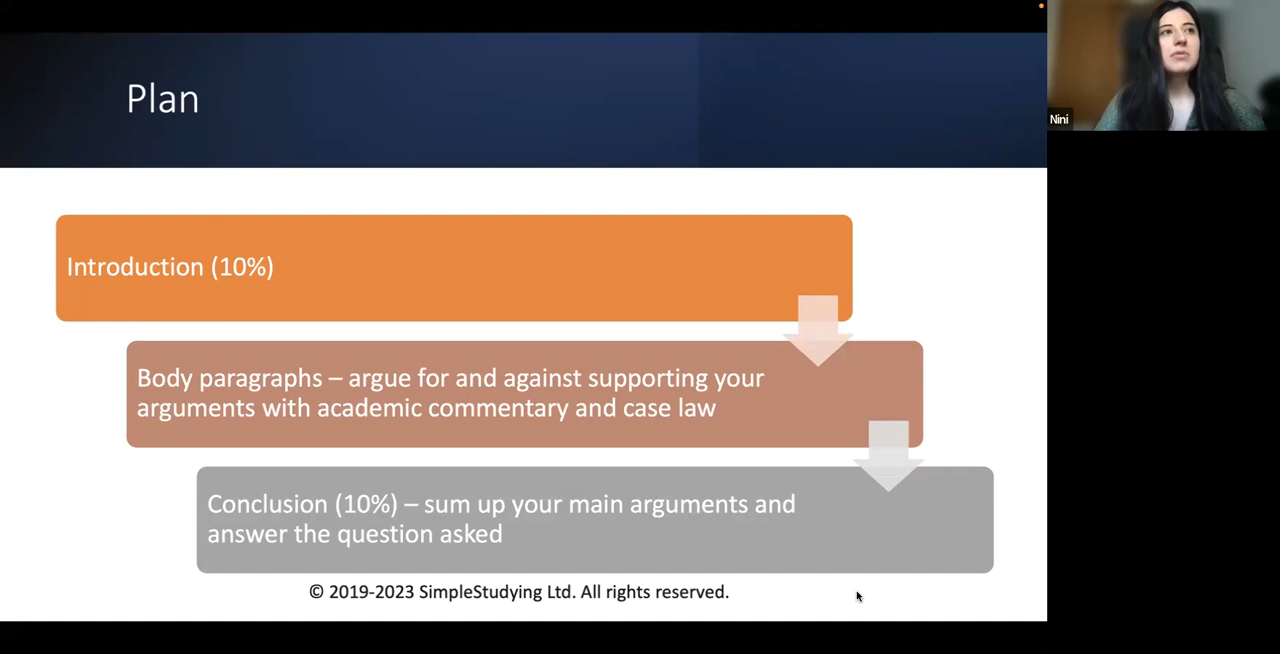 Plan
Nini
Introduction (10%)
Body paragraphs – argue for and against supporting your
arguments with academic commentary and case law
Conclusion (10%) – sum up your main arguments and
answer the question asked
© 2019-2023 SimpleStudying Ltd. All rights reserved.